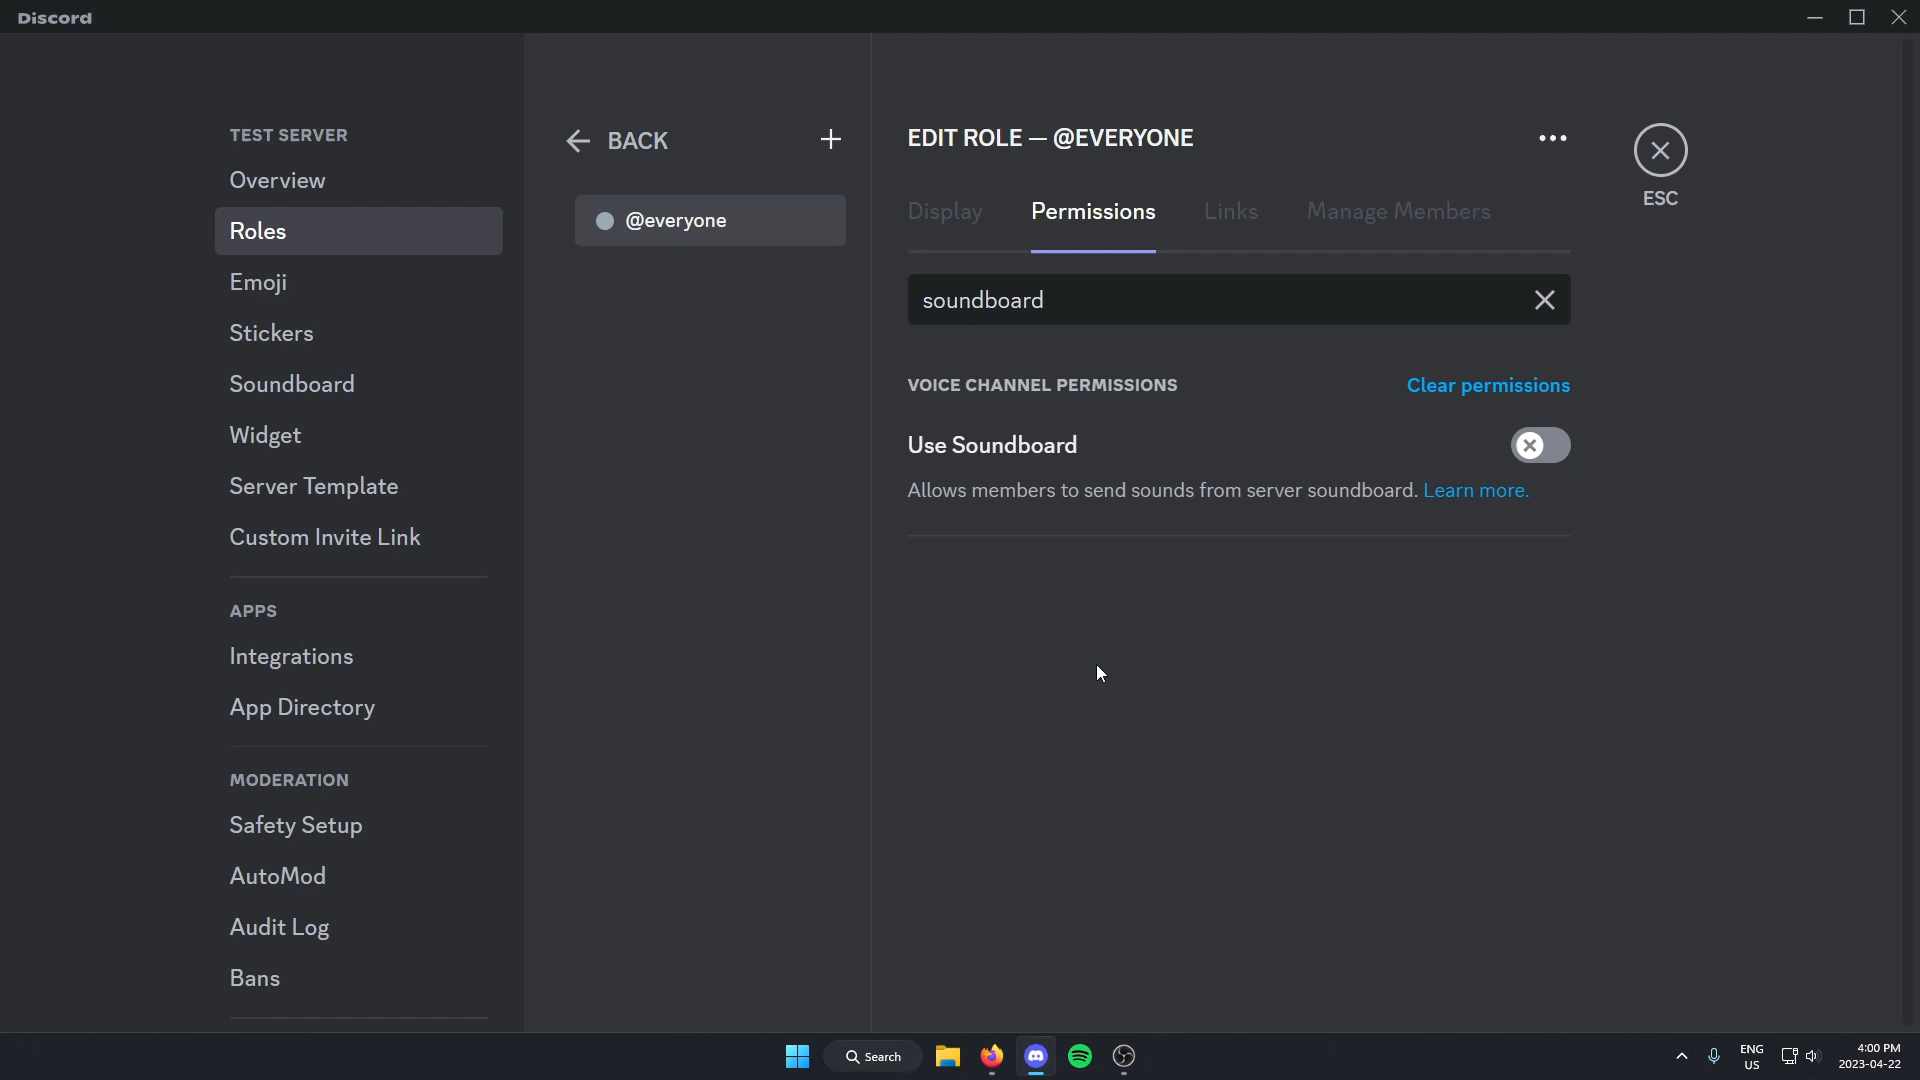 Discord
TEST SERVER
Overview
Roles
Emoji
Stickers
Soundboard
Widget
Server Template
Custom Invite Link
APPS
Integrations
App Directory
MODERATION
Safety Setup
AutoMod
Audit Log
Bans
BACK
@everyone
EDIT ROLE — @EVERYONE
Display Permissions Links Manage Members
ESC
soundboard
VOICE CHANNEL PERMISSIONS Clear permissions
Use Soundboard
Allows members to send sounds from server soundboard. Learn more.
Search
ENG
US
4:00 PM
2023-04-22